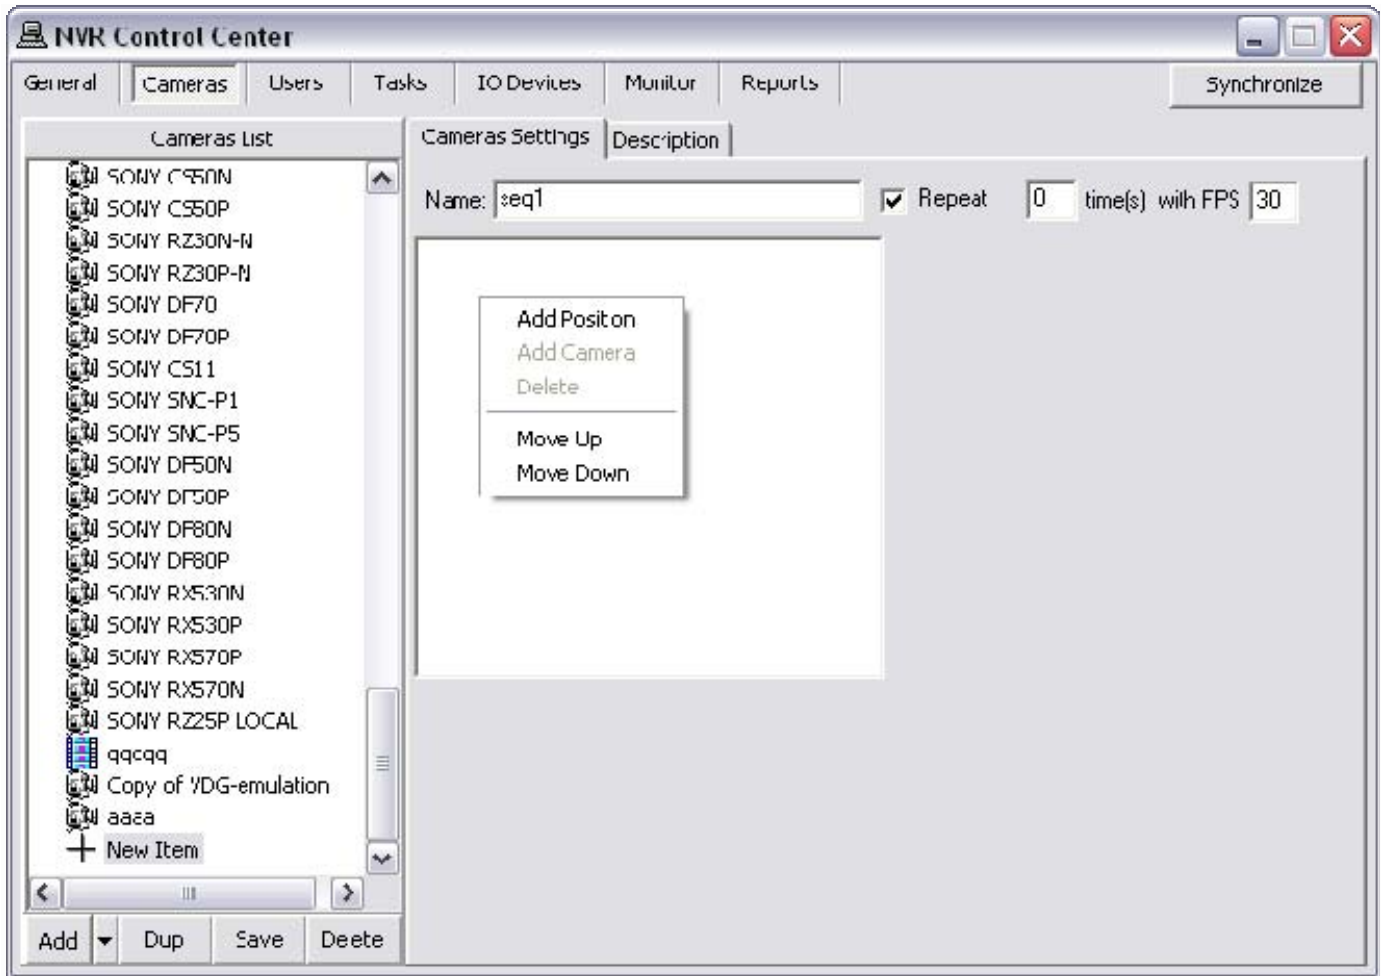 NVR Control Center
General Cameras Users Tasks IO Devices Monitor Reports Synchronize
Cameras List
Cameras Settings Description
SONY CS50N
SONY CS50P
SONY RZ30N-N
SONY RZ30P-N
SONY DF70
SONY DF70P
SONY CS11
SONY SNC-P1
SONY SNC-P5
SONY DF50N
SONY DF50P
SONY DF80N
SONY DF80P
SONY RX530N
SONY RX530P
SONY RX570P
SONY RX570N
SONY RZ25P LOCAL
qqcqq
Copy of VDG-emulation
aaaa
New Item
Add Dup Save Delete
Name: seq1 Repeat 0 time(s) with FPS 30
Add Position
Add Camera
Delete
Move Up
Move Down